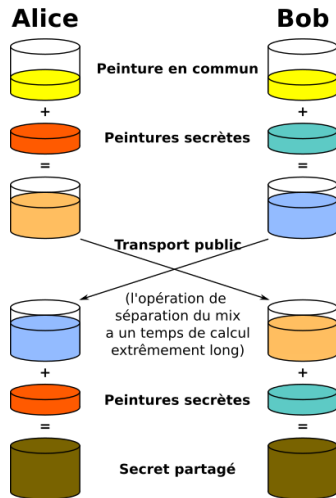 Alice
Bob
Peinture en commun
+
+
Peintures secrètes
=
=
Transport public
(l'opération de
séparation du mix
a un temps de calcul
extrêmement long)
+
+
Peintures secrètes
=
=
Secret partagé